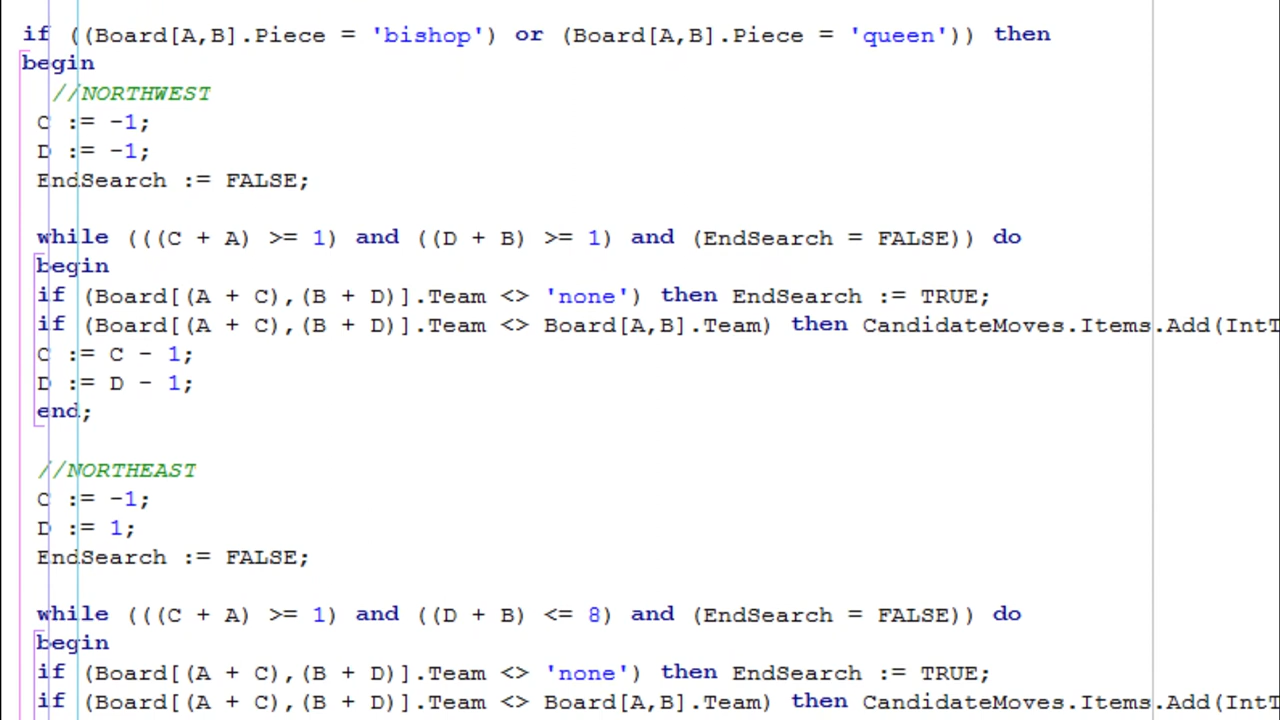 if ((Board[A,B].Piece = 'bishop') or (Board[A,B].Piece = 'queen')) then
begin
//NORTHWEST
C := -1;
D := -1;
EndSearch := FALSE;
while (((C + A) >= 1) and ((D + B) >= 1) and (EndSearch = FALSE)) do
begin
if (Board[(A + C),(B + D)].Team <> 'none') then EndSearch := TRUE;
if (Board[(A + C),(B + D)].Team <> Board[A,B].Team) then CandidateMoves.Items.Add(IntT
C := C - 1;
D := D - 1;
end;
//NORTHEAST
C := -1;
D := 1;
EndSearch := FALSE;
while (((C + A) >= 1) and ((D + B) <= 8) and (EndSearch = FALSE)) do
begin
if (Board[(A + C),(B + D)].Team <> 'none') then EndSearch := TRUE;
if (Board[(A + C),(B + D)].Team <> Board[A,B].Team) then CandidateMoves.Items.Add(IntT